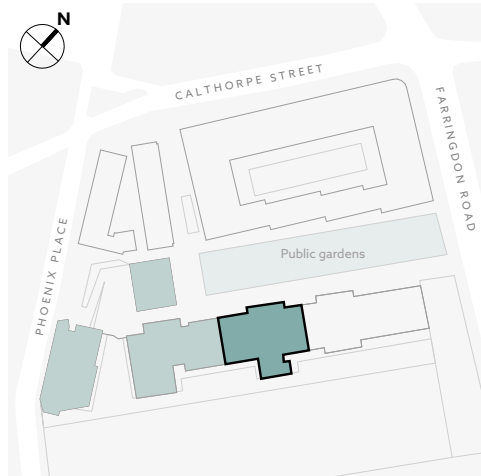 N
CALTHORPE STREET
FARRINGDON ROAD
Public gardens
PHOENIX PLACE